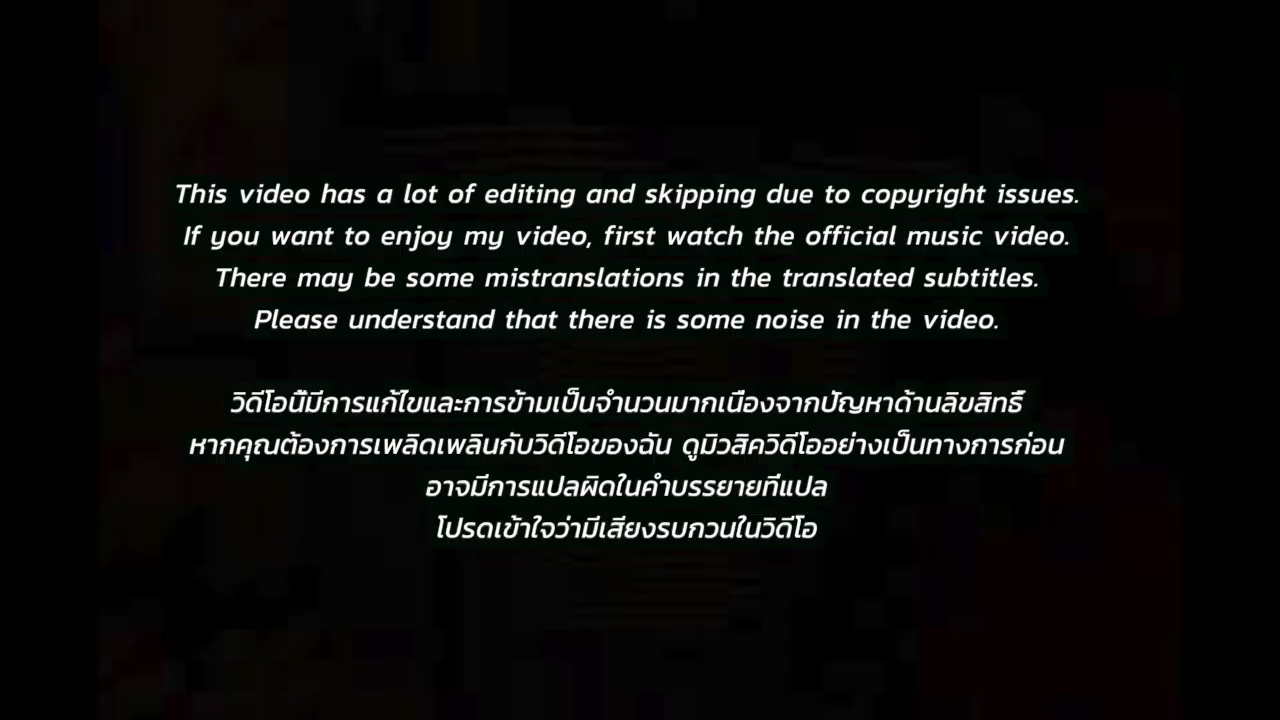 This video has a lot of editing and skipping due to copyright issues.
If you want to enjoy my video, first watch the official music video.
There may be some mistranslations in the translated subtitles.
Please understand that there is some noise in the video.
วิดีโอนี้มีการแก้ไขและการข้ามเป็นจำนวนมากเนื่องจากปัญหาด้านลิขสิทธิ์
หากคุณต้องการเพลิดเพลินกับวิดีโอของฉัน ดูมิวสิควิดีโออย่างเป็นทางการก่อน
อาจมีการแปลผิดในคำบรรยายที่แปล
โปรดเข้าใจว่ามีเสียงรบกวนในวิดีโอ